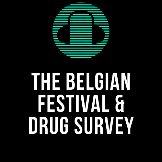 THE BELGIAN
FESTIVAL &
DRUG SURVEY